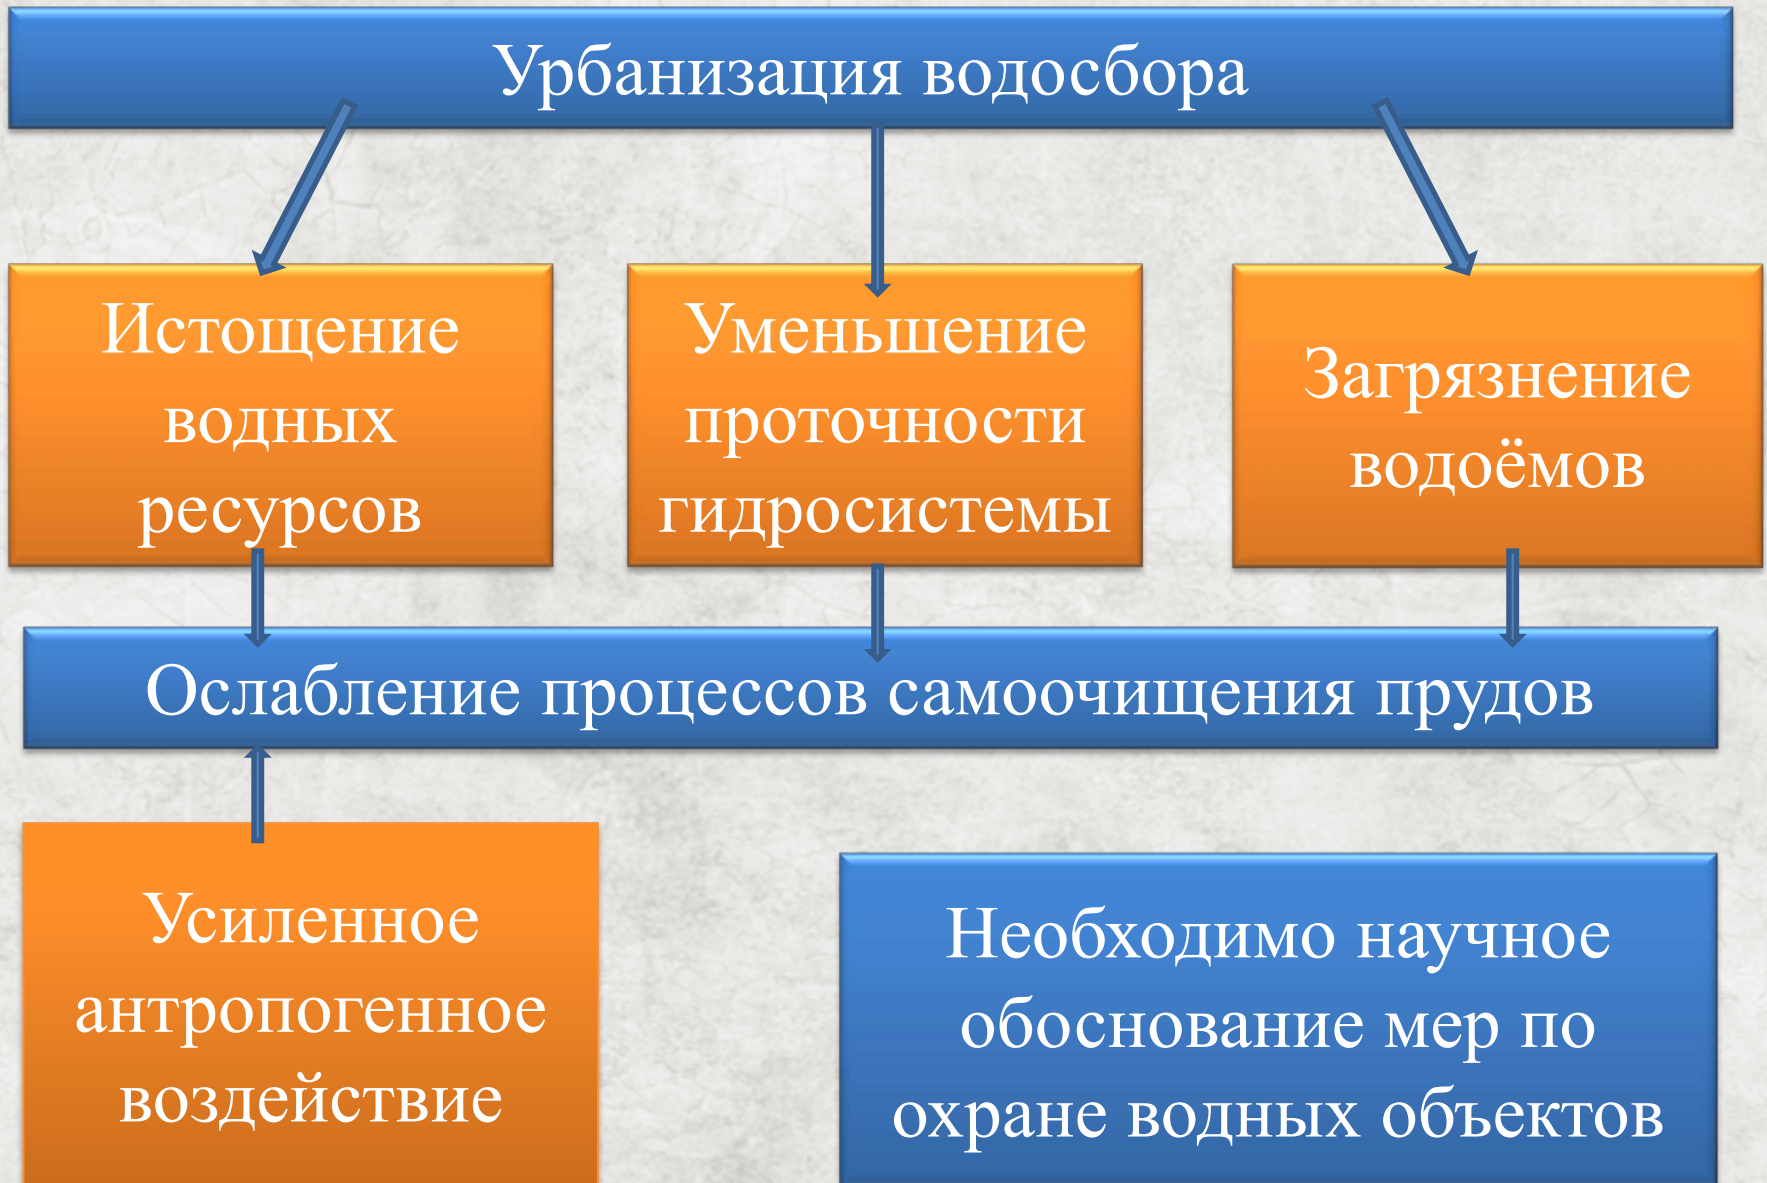 Урбанизация водосбора
Истощение
водных
ресурсов
Уменьшение
проточности
гидросистемы
Загрязнение
водоёмов
Ослабление процессов самоочищения прудов
Усиленное
антропогенное
воздействие
Необходимо научное
обоснование мер по
охране водных объектов